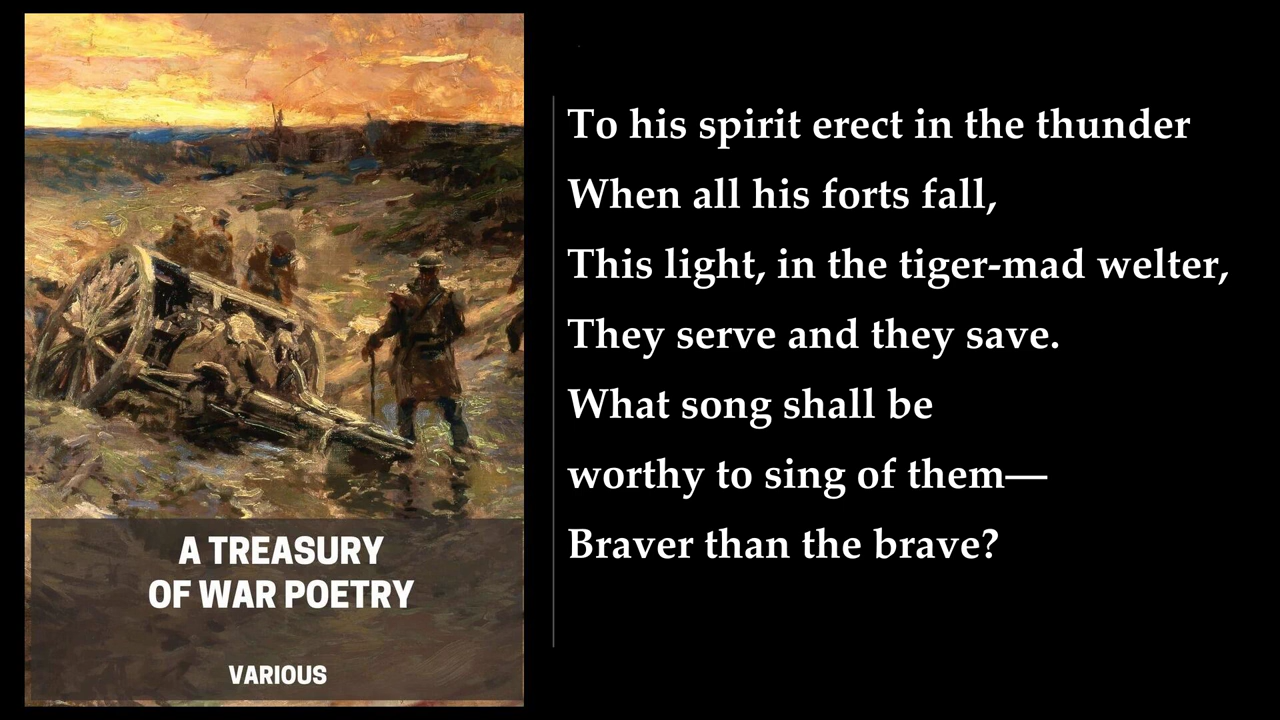 A TREASURY
OF WAR POETRY
VARIOUS
To his spirit erect in the thunder
When all his forts fall,
This light, in the tiger-mad welter,
They serve and they save.
What song shall be
worthy to sing of them—
Braver than the brave?